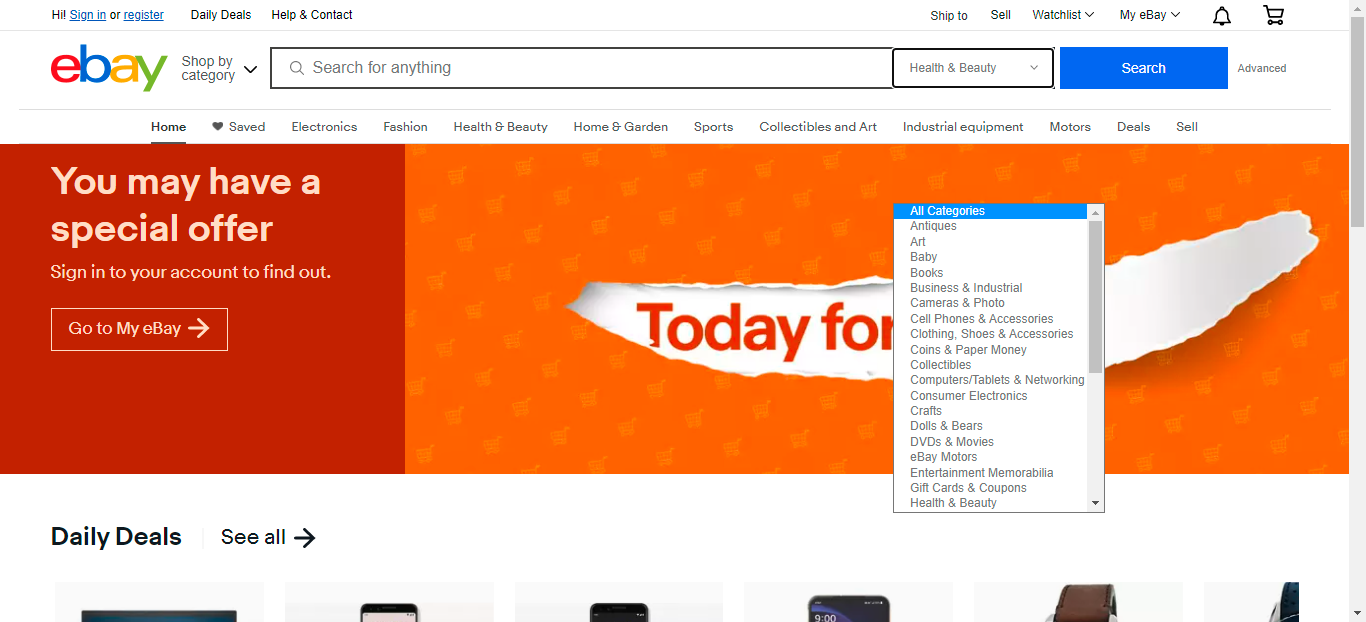 Hi! Sign in or register Daily Deals Help & Contact Ship to Sell Watchlist My eBay
ebay
Shop by
category
Search for anything
Health & Beauty
Search
Advanced
Home Saved Electronics Fashion Health & Beauty Home & Garden Sports Collectibles and Art Industrial equipment Motors Deals Sell
You may have a
special offer
Sign in to your account to find out.
Go to My eBay
Today for
All Categories
Antiques
Art
Baby
Books
Business & Industrial
Cameras & Photo
Cell Phones & Accessories
Clothing, Shoes & Accessories
Coins & Paper Money
Collectibles
Computers/Tablets & Networking
Consumer Electronics
Crafts
Dolls & Bears
DVDs & Movies
eBay Motors
Entertainment Memorabilia
Gift Cards & Coupons
Health & Beauty
Daily Deals See all
9:00